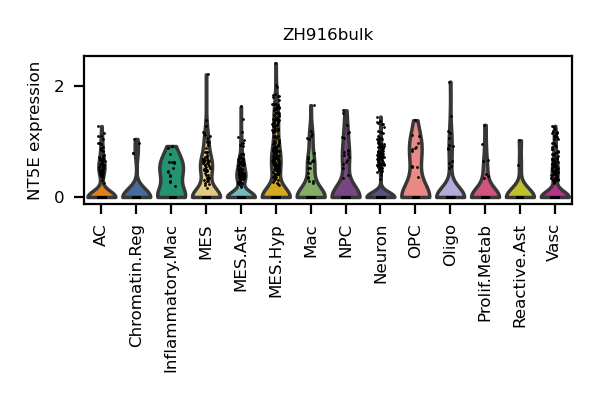 ZH916bulk
NT5E expression
2
0
AC
Chromatin.Reg
Inflammatory.Mac
MES
MES.Ast
MES.Hyp
Mac
NPC
Neuron
OPC
Oligo
Prolif.Metab
Reactive.Ast
Vasc